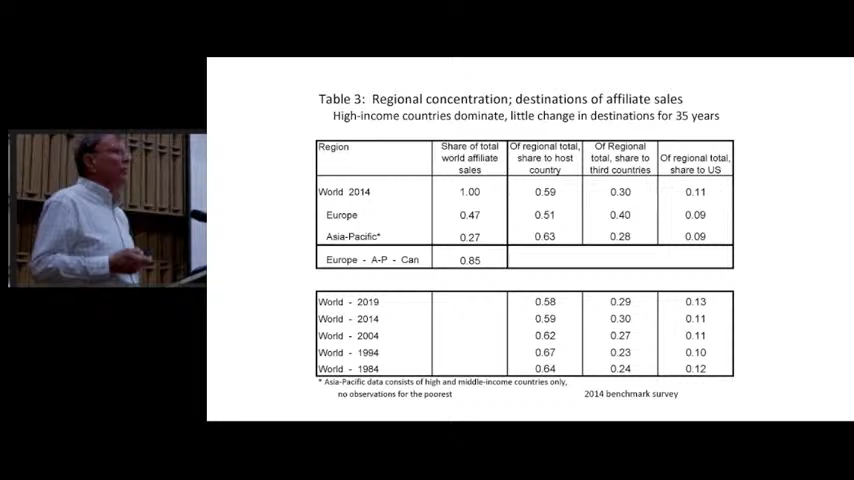 Table 3: Regional concentration; destinations of affiliate sales
High-income countries dominate, little change in destinations for 35 years
Region Share of total world affiliate sales Of regional total, share to host country Of Regional total, share to third countries Of regional total, share to US
World 2014 1.00 0.59 0.30 0.11
Europe 0.47 0.51 0.40 0.09
Asia-Pacific* 0.27 0.63 0.28 0.09
Europe - A-P - Can 0.85
World - 2019 0.58 0.29 0.13
World - 2014 0.59 0.30 0.11
World - 2004 0.62 0.27 0.11
World - 1994 0.67 0.23 0.10
World - 1984 0.64 0.24 0.12
* Asia-Pacific data consists of high and middle-income countries only,
no observations for the poorest 2014 benchmark survey